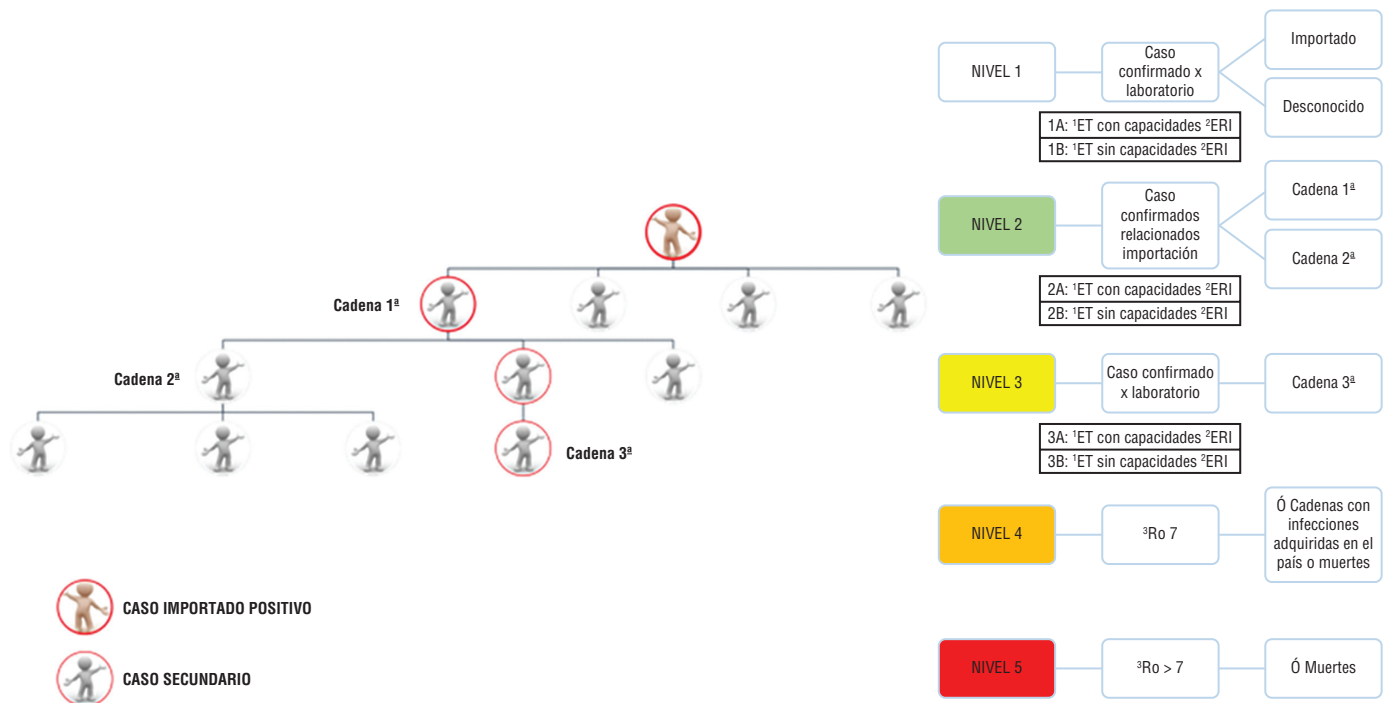 Cadena 1ª
Cadena 2ª
Cadena 3ª
CASO IMPORTADO POSITIVO
CASO SECUNDARIO
NIVEL 1
Caso
confirmado x
laboratorio
Importado
Desconocido
1A: ¹ET con capacidades ²ERI
1B: ¹ET sin capacidades ²ERI
NIVEL 2
Caso
confirmados
relacionados
importación
Cadena 1ª
Cadena 2ª
2A: ¹ET con capacidades ²ERI
2B: ¹ET sin capacidades ²ERI
NIVEL 3
Caso confirmado
x laboratorio
Cadena 3ª
3A: ¹ET con capacidades ²ERI
3B: ¹ET sin capacidades ²ERI
NIVEL 4
³Ro 7
Ó Cadenas con
infecciones
adquiridas en el
país o muertes
NIVEL 5
³Ro > 7
Ó Muertes